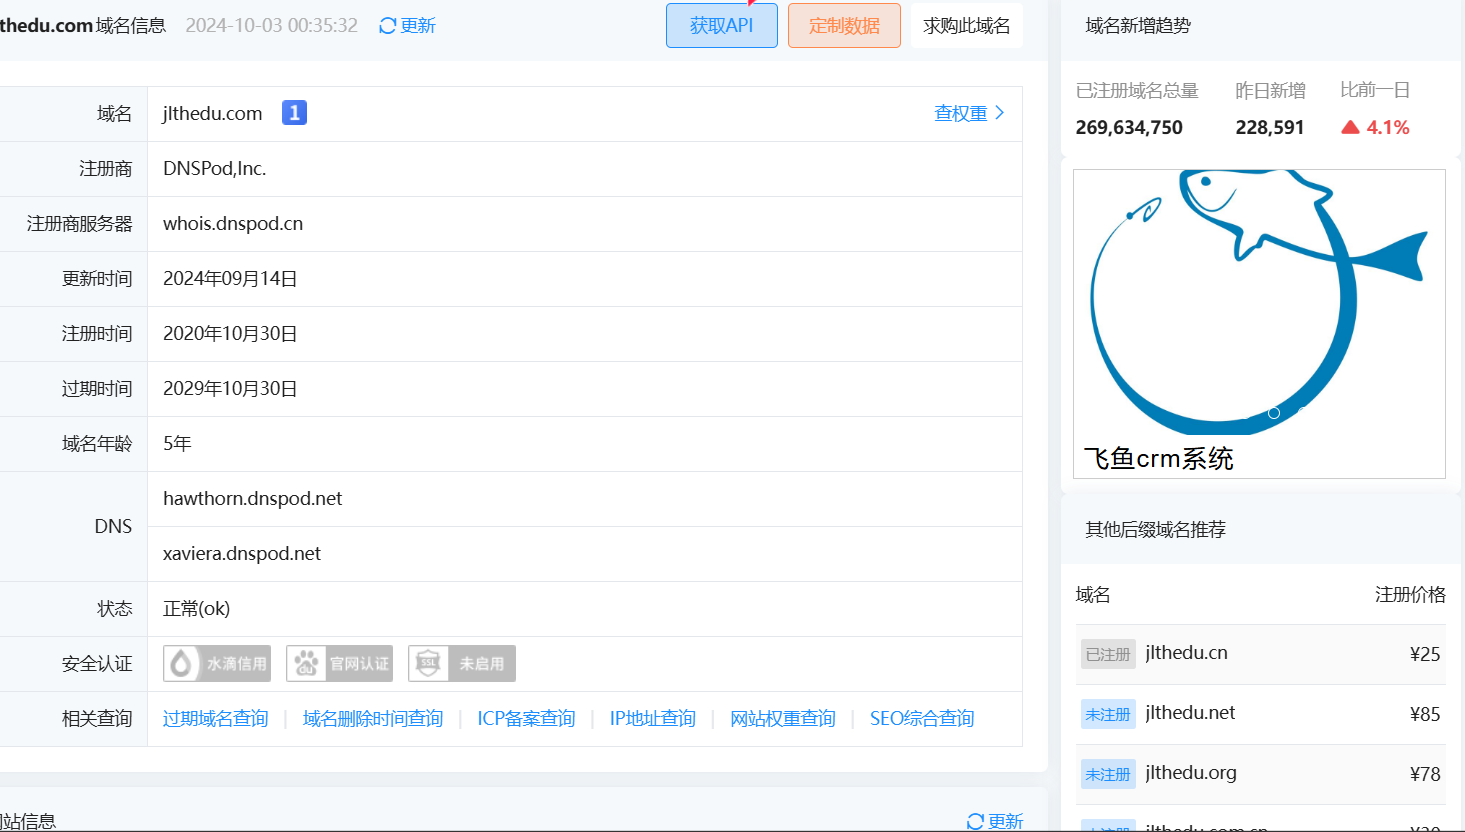 thedu.com 域名信息 2024-10-03 00:35:32 更新 获取API 定制数据 求购此域名
域名 jlthedu.com 1 查权重
注册商 DNSPod,Inc.
注册商服务器 whois.dnspod.cn
更新时间 2024年09月14日
注册时间 2020年10月30日
过期时间 2029年10月30日
域名年龄 5年
DNS hawthorn.dnspod.net
xaviera.dnspod.net
状态 正常(ok)
安全认证 水滴信用 du 官网认证 SSL 未启用
相关查询 过期域名查询 域名删除时间查询 ICP备案查询 IP地址查询 网站权重查询 SEO综合查询
站信息 更新
域名新增趋势
已注册域名总量 昨日新增 比前一日
269,634,750 228,591 4.1%
飞鱼crm系统
其他后缀域名推荐
域名 注册价格
已注册 jlthedu.cn ¥25
未注册 jlthedu.net ¥85
未注册 jlthedu.org ¥78
jlthedu.com.cn